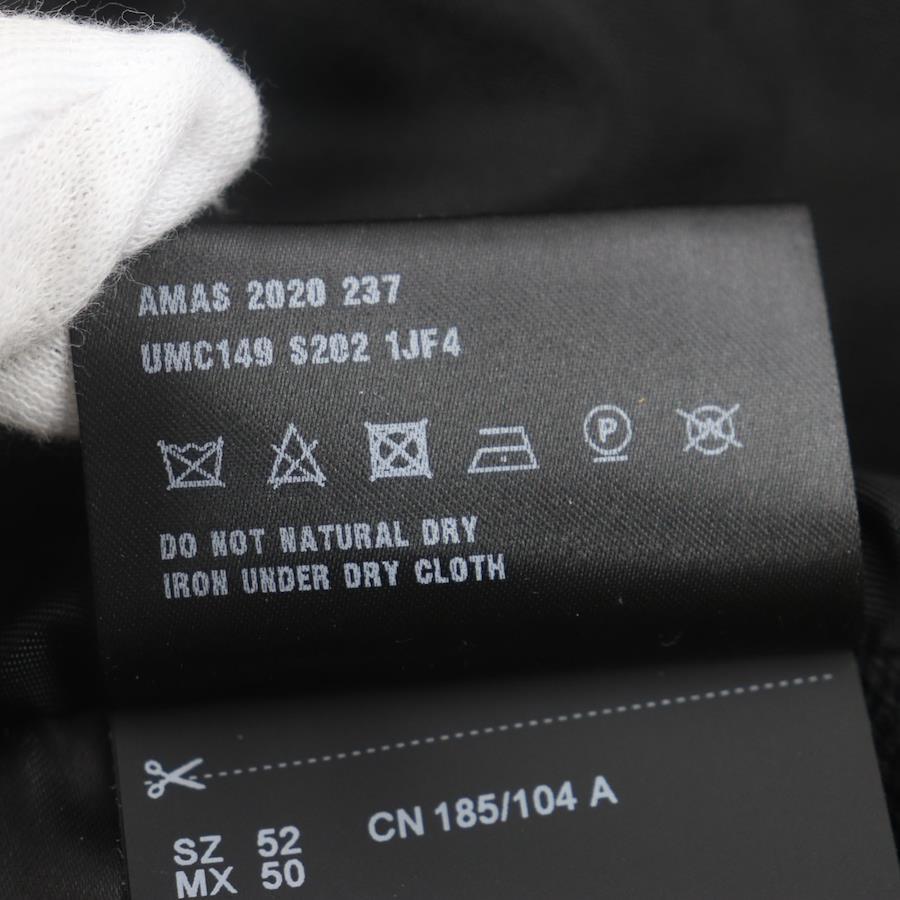 AMAS 2020 237
UMC149 S202 1JF4
P W
DO NOT NATURAL DRY
IRON UNDER DRY CLOTH
CN 185/104 A
SZ 52
MX 50